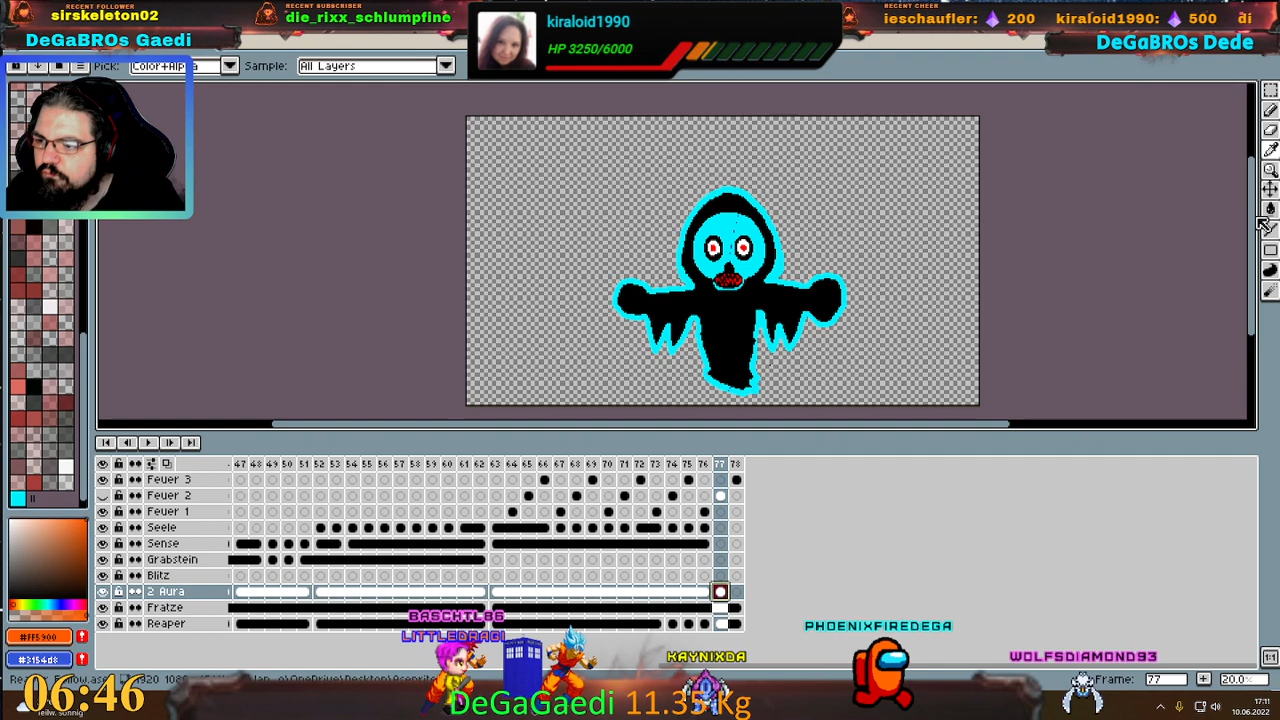 RECENT FOLLOWER
sirskeleton02
RECENT SUBSCRIBER
die_rixx_schlumpfine
kiraloid1990
HP 3250/6000
RECENT CHEER
ieschaufler: 200 kiraloid1990: 500
DeGaBROs Gaedi
DeGaBROs Dede
Pick: Color+Alpha Sample: All Layers
47 48 49 50 51 52 53 54 55 56 57 58 59 60 61 62 63 64 65 66 67 68 69 70 71 72 73 74 75 76 77 78
Feuer 3
Feuer 2
Feuer 1
Seele
Sense
Grabstein
Blitz
2 Aura
Fratze
Reaper
BASCHTL86
LITTLEDRAGI
KAYNIXDA
PHOENIXFIREDEGA
WOLFSDIAMOND93
#FF5900
#3154d8
1:1
Frame: 77 20.0%
06:46
DeGaGaedi 11.35 Kg
17:11
10.06.2022